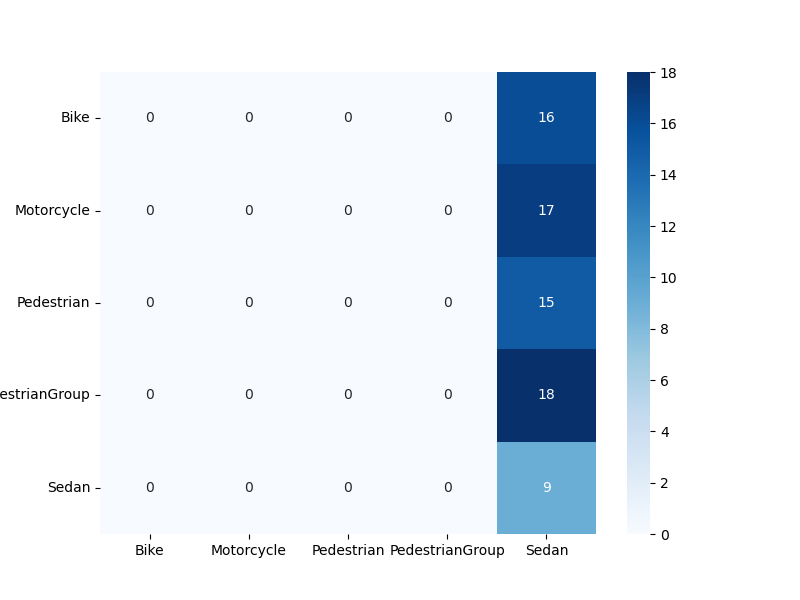 18
Bike 0 0 0 0 16 16
14
Motorcycle 0 0 0 0 17
12
10
Pedestrian 0 0 0 0 15
8
6
estrianGroup 0 0 0 0 18
4
Sedan 0 0 0 0 9
2
0
Bike Motorcycle Pedestrian PedestrianGroup Sedan